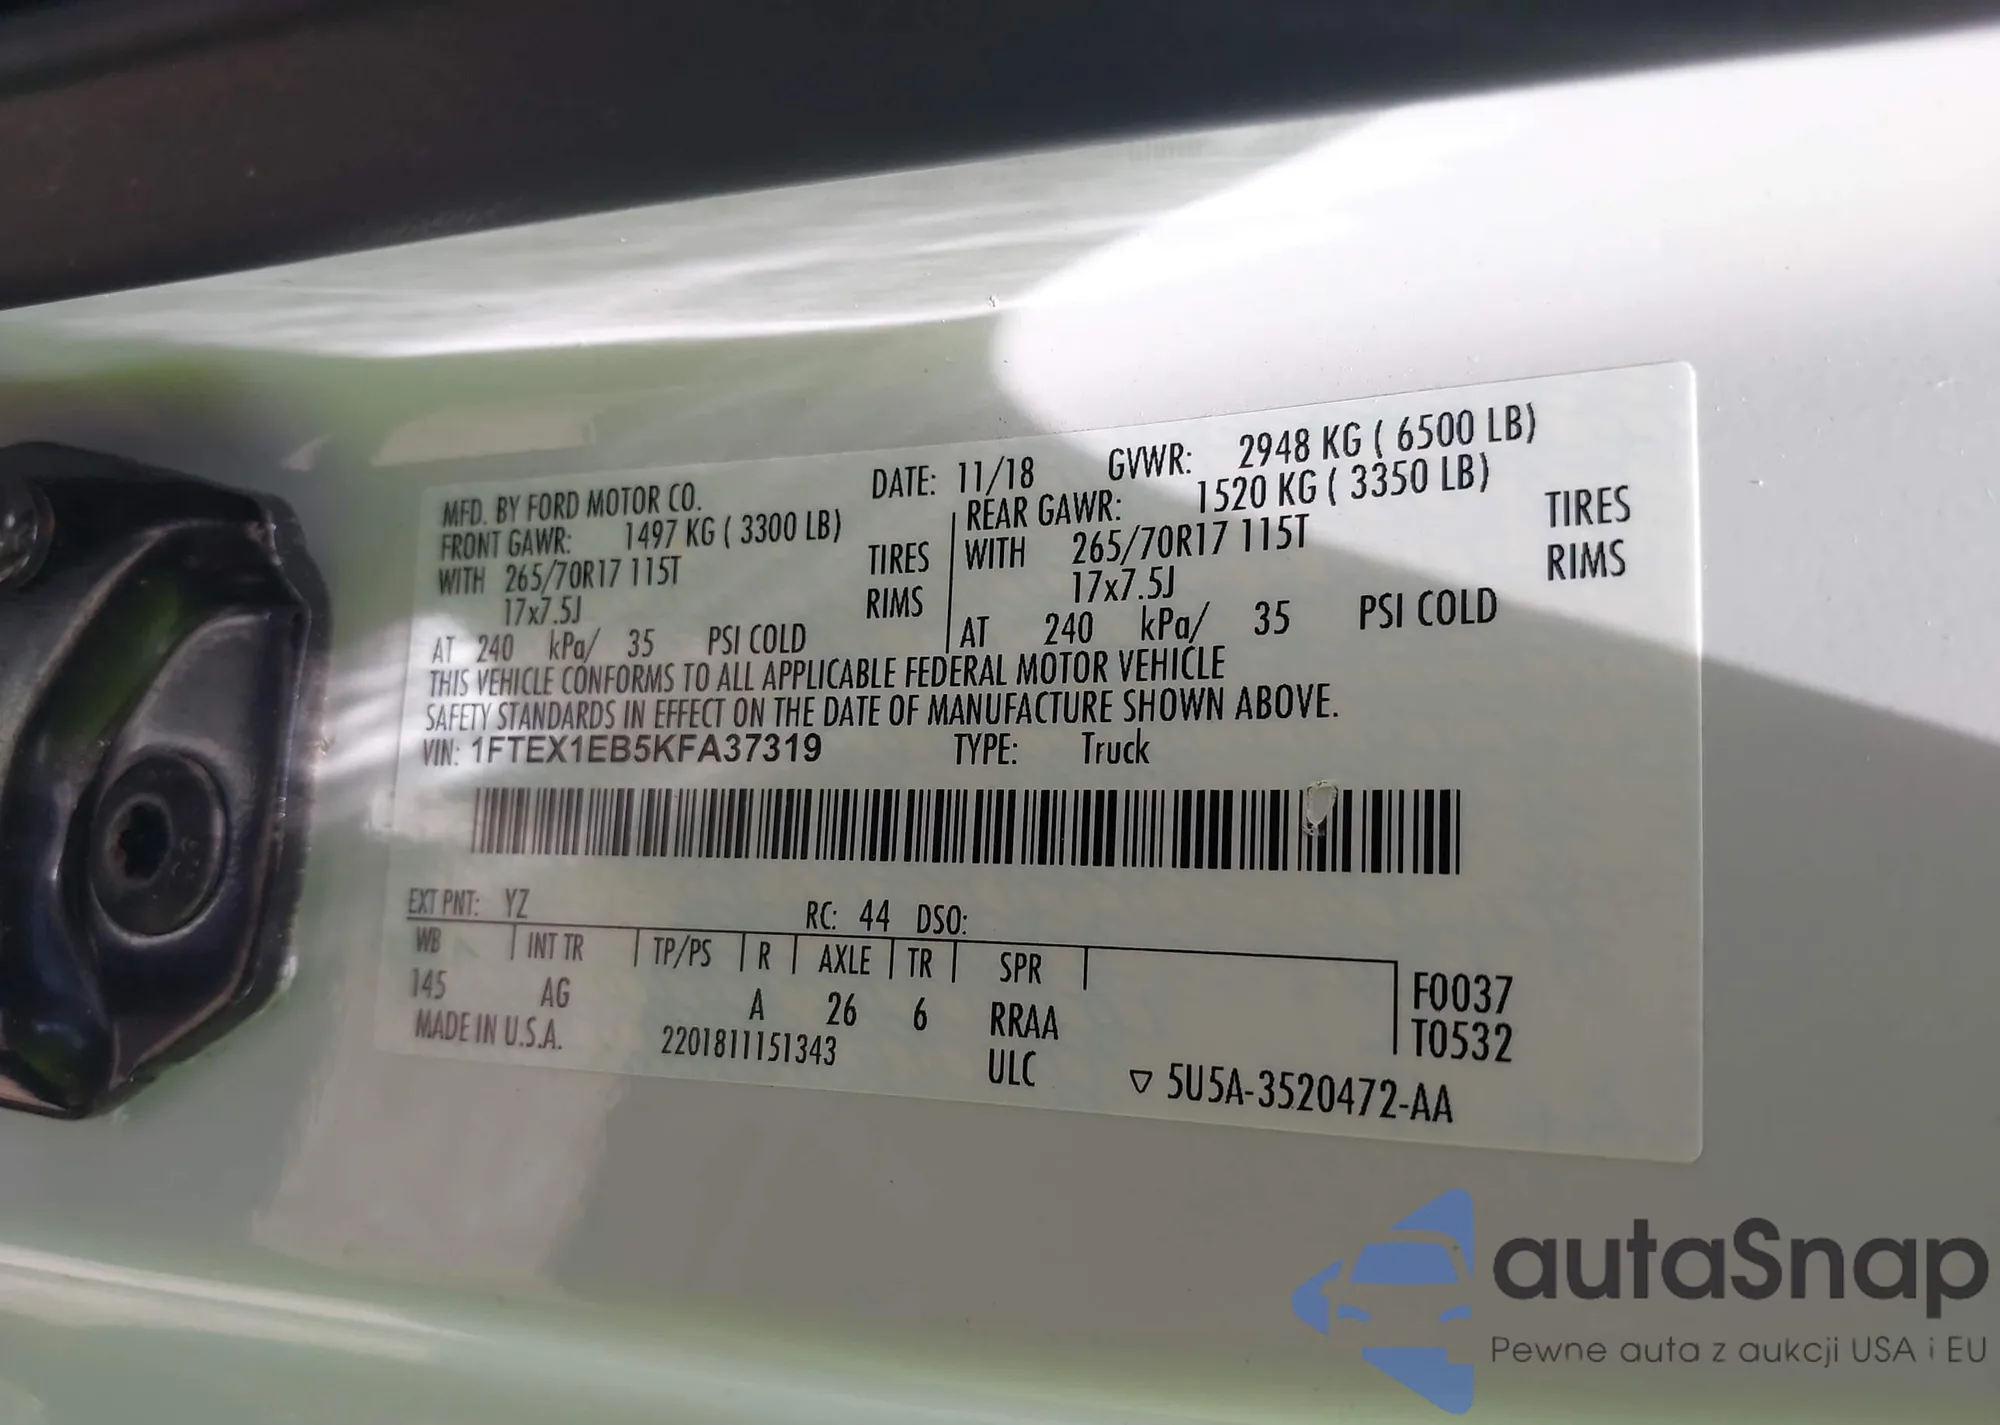 MFD. BY FORD MOTOR CO. DATE: 11/18 GVWR: 2948 KG ( 6500 LB)
FRONT GAWR: 1497 KG ( 3300 LB) REAR GAWR: 1520 KG ( 3350 LB)
WITH 265/70R17 115T TIRES WITH 265/70R17 115T TIRES
17x7.5J RIMS 17x7.5J RIMS
AT 240 kPa/ 35 PSI COLD AT 240 kPa/ 35 PSI COLD
THIS VEHICLE CONFORMS TO ALL APPLICABLE FEDERAL MOTOR VEHICLE
SAFETY STANDARDS IN EFFECT ON THE DATE OF MANUFACTURE SHOWN ABOVE.
VIN: 1FTEX1EB5KFA37319 TYPE: Truck
EXT PNT: YZ RC: 44 DSO:
WB INT TR TP/PS R AXLE TR SPR
145 AG A 26 6 RRAA F0037
T0532
MADE IN U.S.A. 2201811151343 ULC ▽ 5U5A-3520472-AA
autaSnap
Pewne auta z aukcji USA i EU